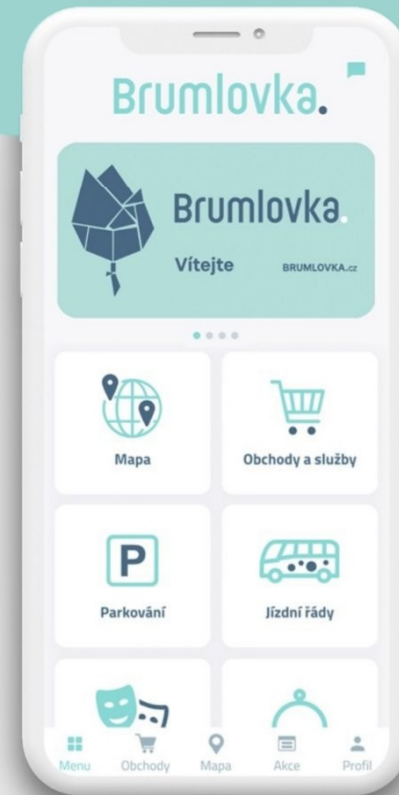 Brumlovka.
Brumlovka.
Vítejte BRUMLOVKA.cz
Mapa
Obchody a služby
P
Parkování
Jízdní řády
Menu Obchody Mapa Akce Profil